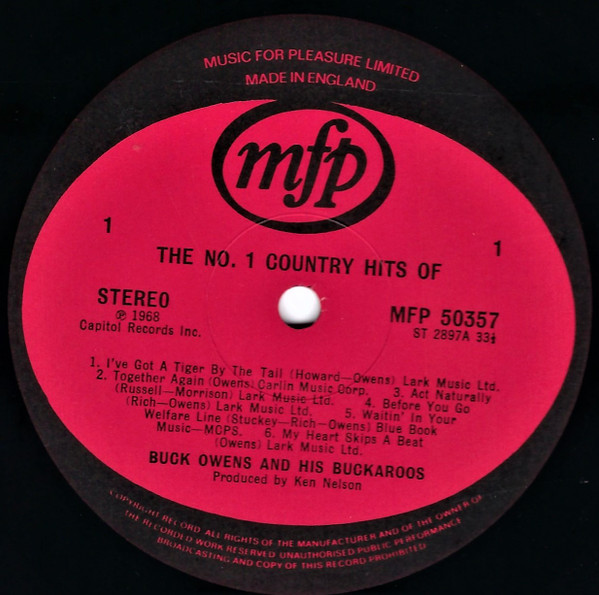 MUSIC FOR PLEASURE LIMITED
MADE IN ENGLAND
mfp
1
1
THE NO. 1 COUNTRY HITS OF
STEREO
℗ 1968
Capitol Records Inc.
MFP 50357
ST 2897A 33⅓
1. I've Got A Tiger By The Tail (Howard—Owens) Lark Music Ltd.
2. Together Again (Owens) Carlin Music Corp. 3. Act Naturally
(Russell—Morrison) Lark Music Ltd. 4. Before You Go
(Rich—Owens) Lark Music Ltd. 5. Waitin' In Your
Welfare Line (Stuckey—Rich—Owens) Blue Book
Music—MCPS. 6. My Heart Skips A Beat
(Owens) Lark Music Ltd.
BUCK OWENS AND HIS BUCKAROOS
Produced by Ken Nelson
COPYRIGHT RECORD ALL RIGHTS OF THE MANUFACTURER AND OF THE OWNER OF
THE RECORDED WORK RESERVED UNAUTHORISED PUBLIC PERFORMANCE
BROADCASTING AND COPY OF THIS RECORD PROHIBITED